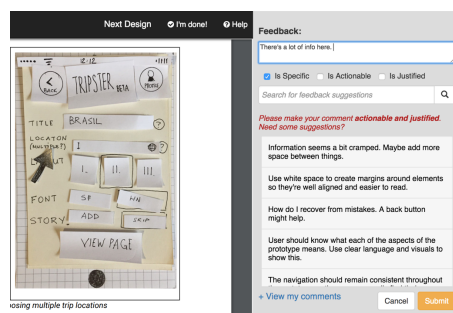 Next Design
I'm done!
? Help
12:12
BACK
TRIPSTER BETA
MENU
TITLE
BRASIL
?
LOCATON
(MULTIPLE?)
1
?
I.
II.
III.
FONT
SF
HN
STORY
ADD
SKIP
VIEW PAGE
posing multiple trip locations
Feedback:
There's a lot of info here.
Is Specific
Is Actionable
Is Justified
Search for feedback suggestions
Please make your comment actionable and justified.
Need some suggestions?
Information seems a bit cramped. Maybe add more
space between things.
Use white space to create margins around elements
so they're well aligned and easier to read.
How do I recover from mistakes. A back button
might help.
User should know what each of the aspects of the
prototype means. Use clear language and visuals to
show this.
The navigation should remain consistent throughout
+ View my comments
Cancel
Submit